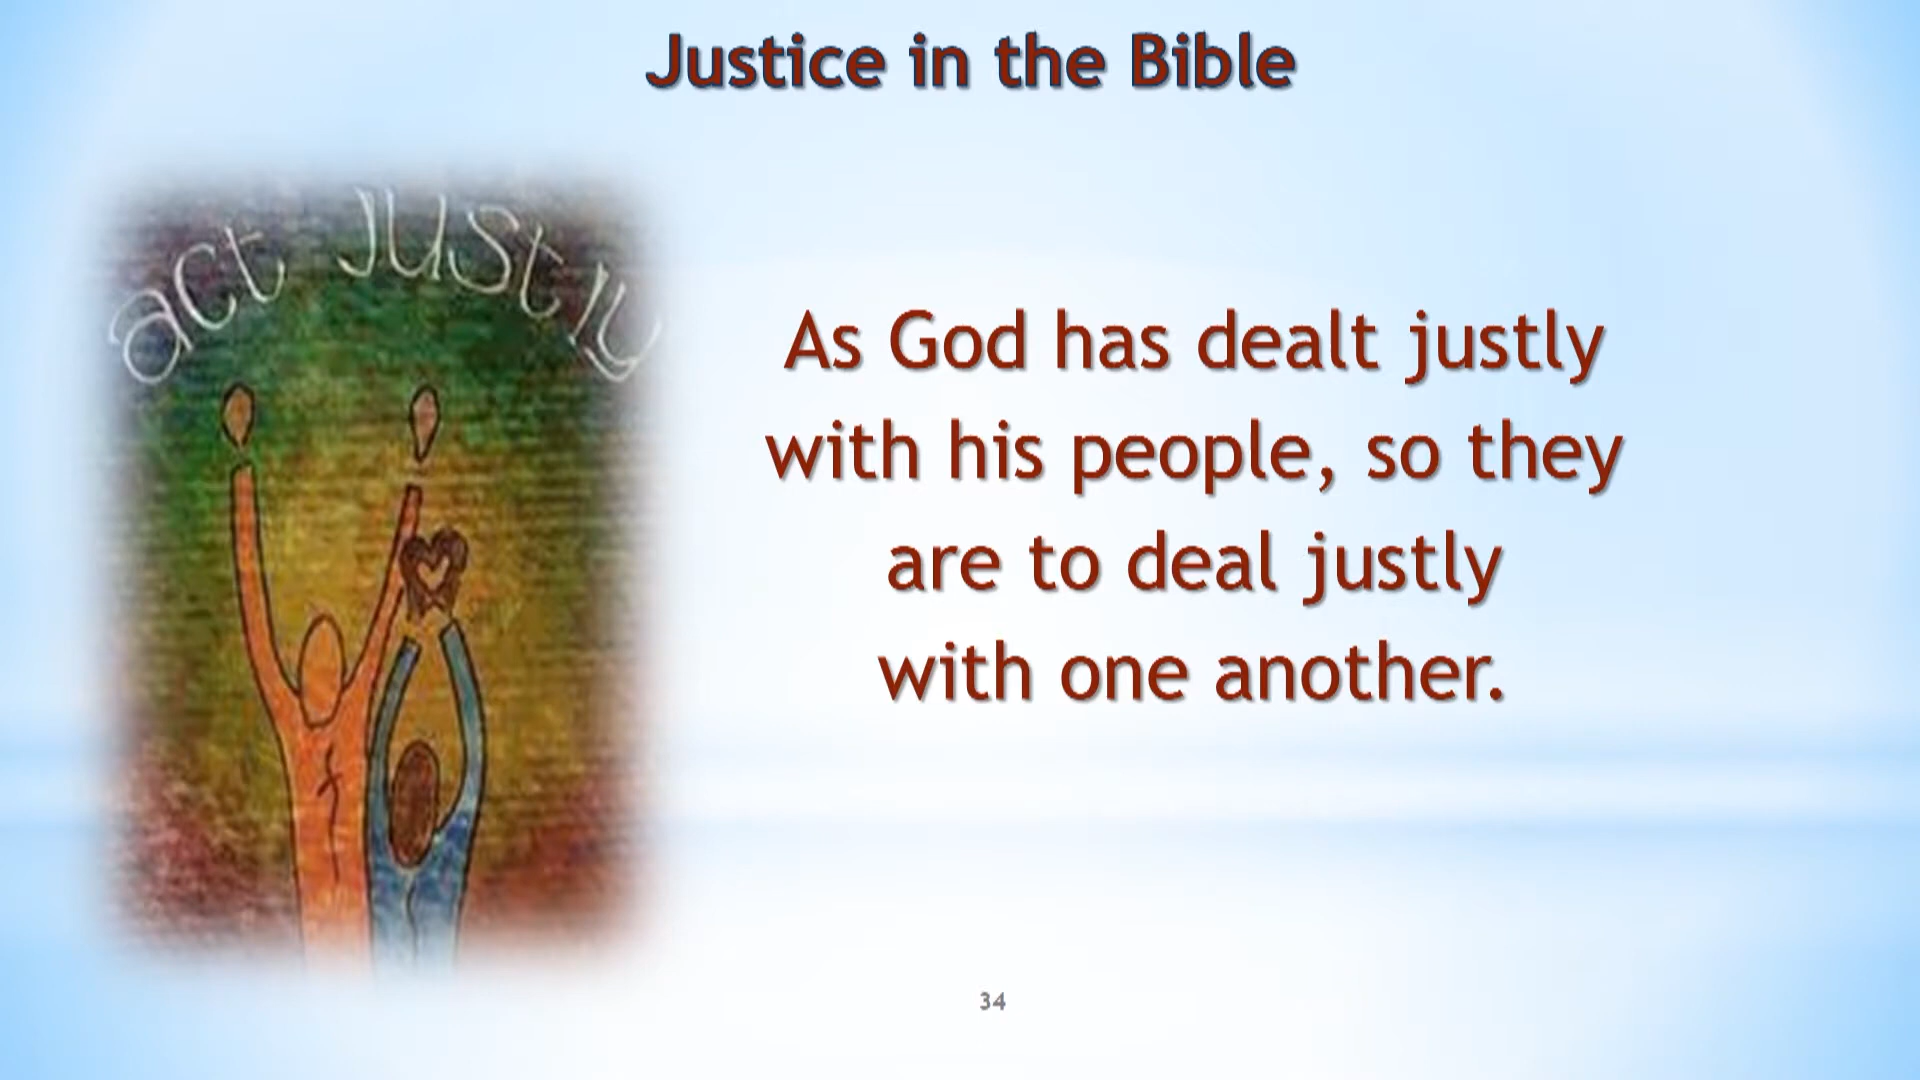 Justice in the Bible
act justly
As God has dealt justly
with his people, so they
are to deal justly
with one another.
34